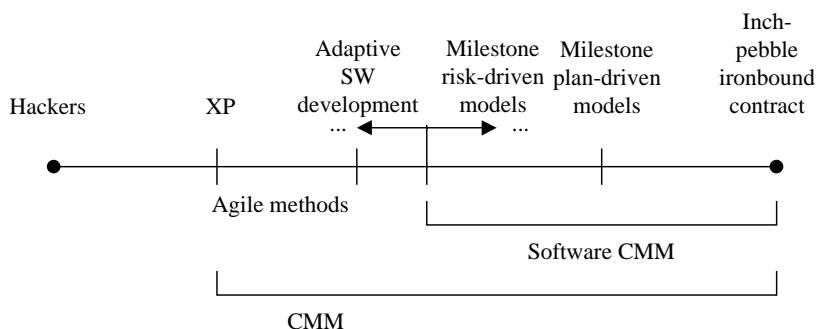 Hackers
XP
Adaptive
SW
development
Milestone
risk-driven
models
Milestone
plan-driven
models
Inch-
pebble
ironbound
contract
...
...
Agile methods
Software CMM
CMM